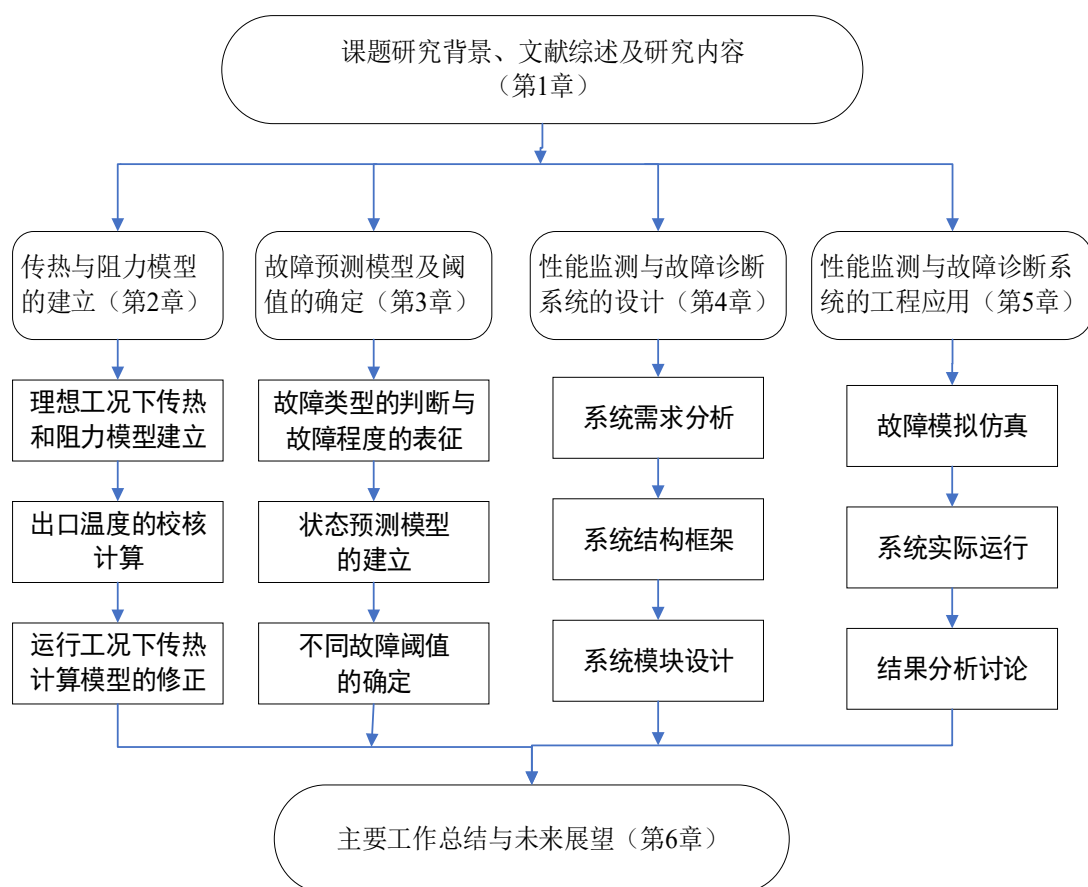 课题研究背景、文献综述及研究内容
（第1章）
传热与阻力模型
的建立（第2章）
故障预测模型及阈
值的确定（第3章）
性能监测与故障诊断
系统的设计（第4章）
性能监测与故障诊断系
统的工程应用（第5章）
理想工况下传热
和阻力模型建立
故障类型的判断与
故障程度的表征
系统需求分析
故障模拟仿真
出口温度的校核
计算
状态预测模型
的建立
系统结构框架
系统实际运行
运行工况下传热
计算模型的修正
不同故障阈值
的确定
系统模块设计
结果分析讨论
主要工作总结与未来展望（第6章）